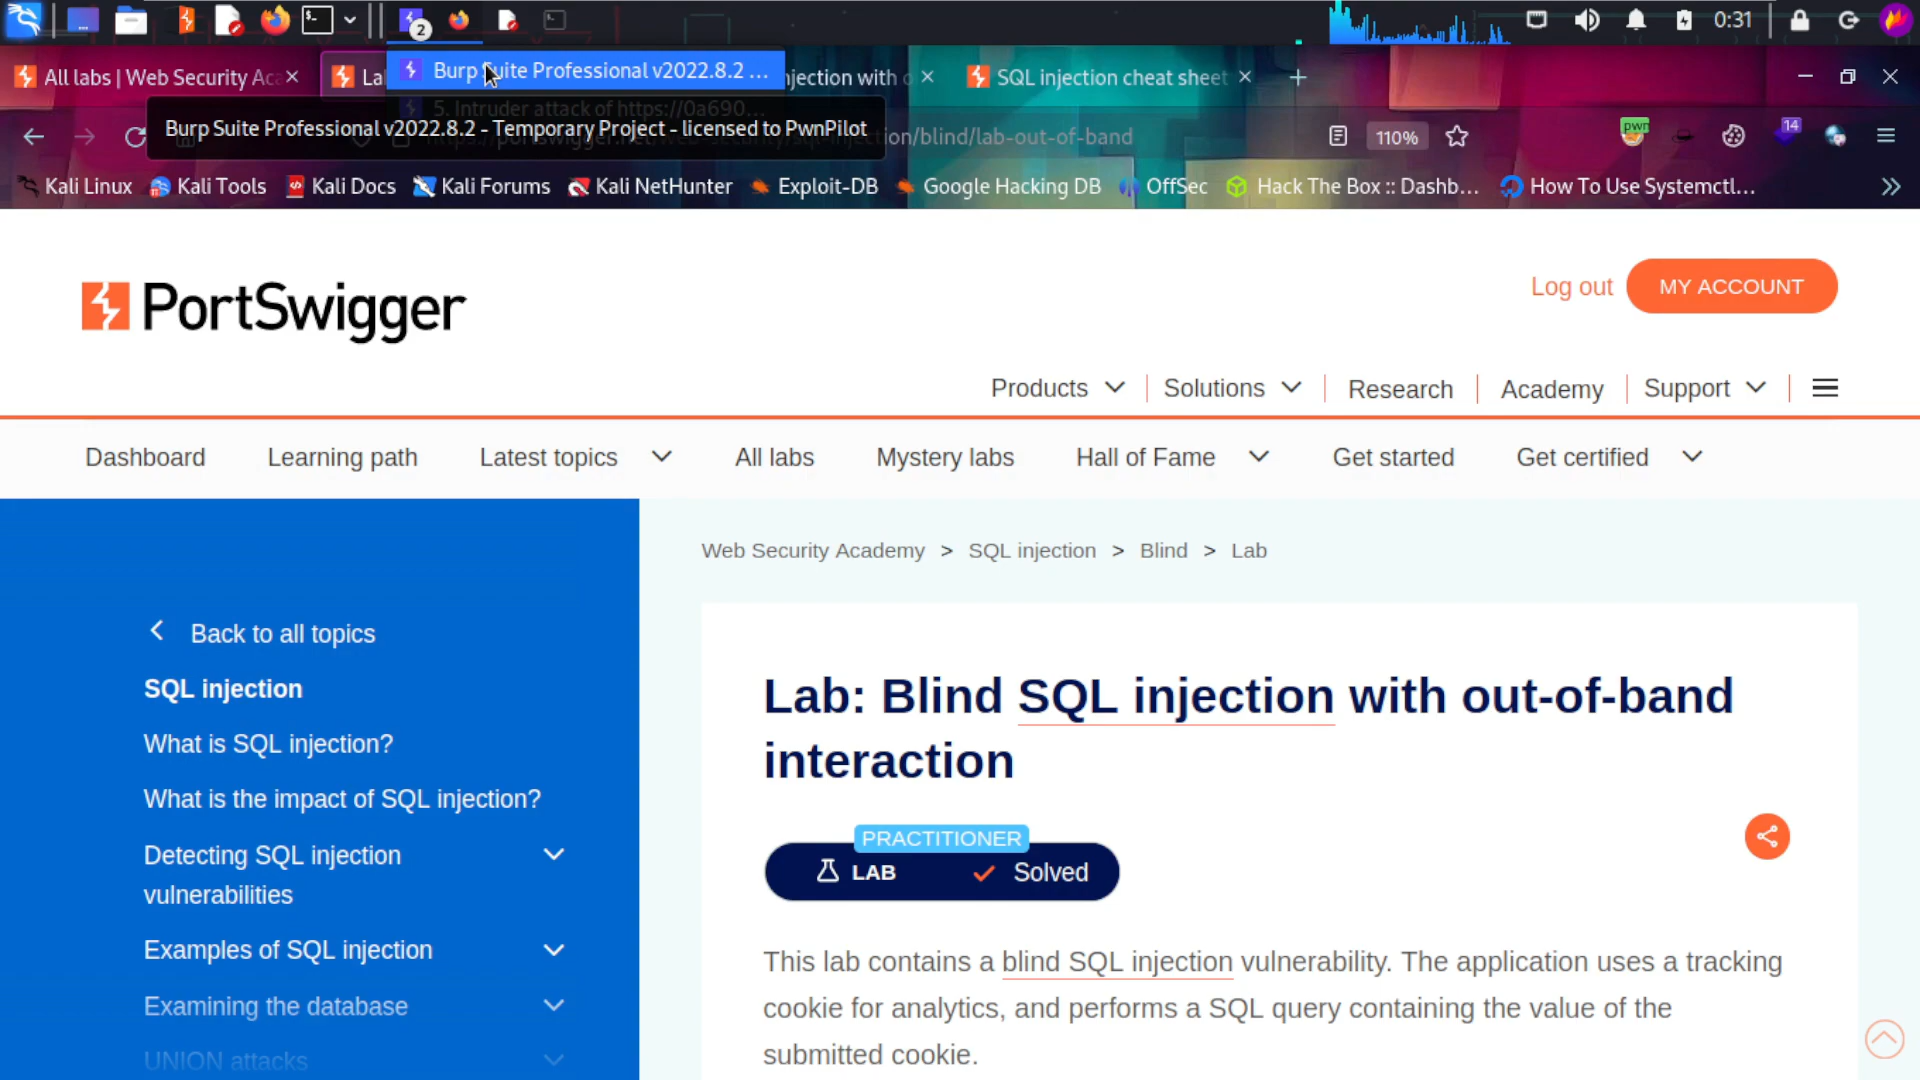 2
0:31
All labs | Web Security Ac
La
Burp Suite Professional v2022.8.2 ...
njection with
SQL injection cheat sheet
5. Intruder attack of https://0a690...
Burp Suite Professional v2022.8.2 - Temporary Project - licensed to PwnPilot
on/blind/lab-out-of-band
110%
pwn
14
Kali Linux
Kali Tools
Kali Docs
Kali Forums
Kali NetHunter
Exploit-DB
Google Hacking DB
OffSec
Hack The Box :: Dashb...
How To Use Systemctl...
PortSwigger
Log out
MY ACCOUNT
Products
Solutions
Research
Academy
Support
Dashboard
Learning path
Latest topics
All labs
Mystery labs
Hall of Fame
Get started
Get certified
Web Security Academy > SQL injection > Blind > Lab
Back to all topics
SQL injection
What is SQL injection?
What is the impact of SQL injection?
Detecting SQL injection
vulnerabilities
Examples of SQL injection
Examining the database
UNION attacks
Lab: Blind SQL injection with out-of-band
interaction
PRACTITIONER
LAB
Solved
This lab contains a blind SQL injection vulnerability. The application uses a tracking
cookie for analytics, and performs a SQL query containing the value of the
submitted cookie.